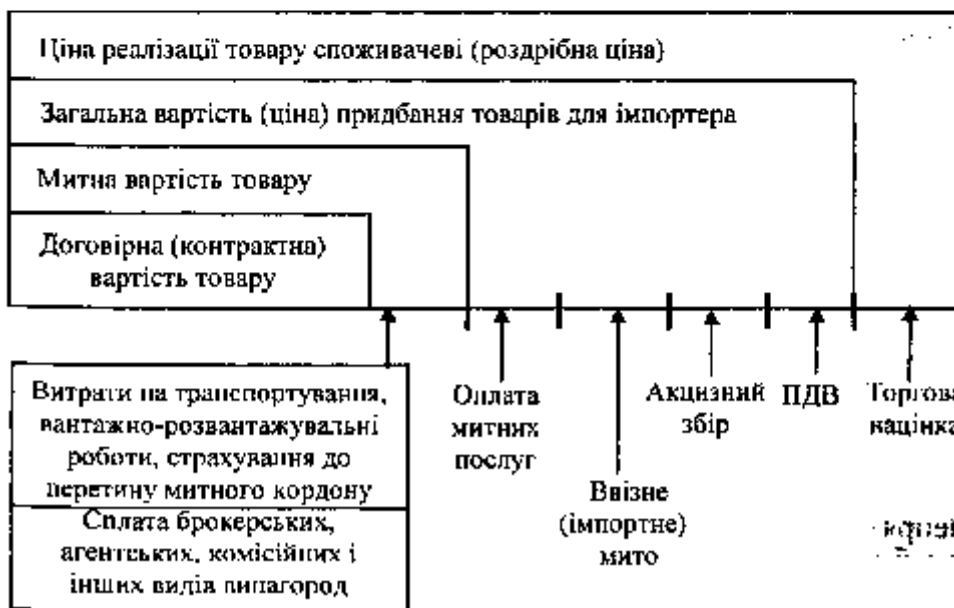 Ціна реалізації товару споживачеві (роздрібна ціна)
Загальна вартість (ціна) придбання товарів для імпортера
Митна вартість товару
Договірна (контрактна)
вартість товару
Витрати на транспортування,
вантажно-розвантажувальні
роботи, страхування до
перетину митного кордону
Сплата брокерських,
агентських, комісійних і
інших видів винагород
Оплата
митних
послуг
Ввізне
(імпортне)
мито
Акцизний
збір
ПДВ
Торгова
націнка